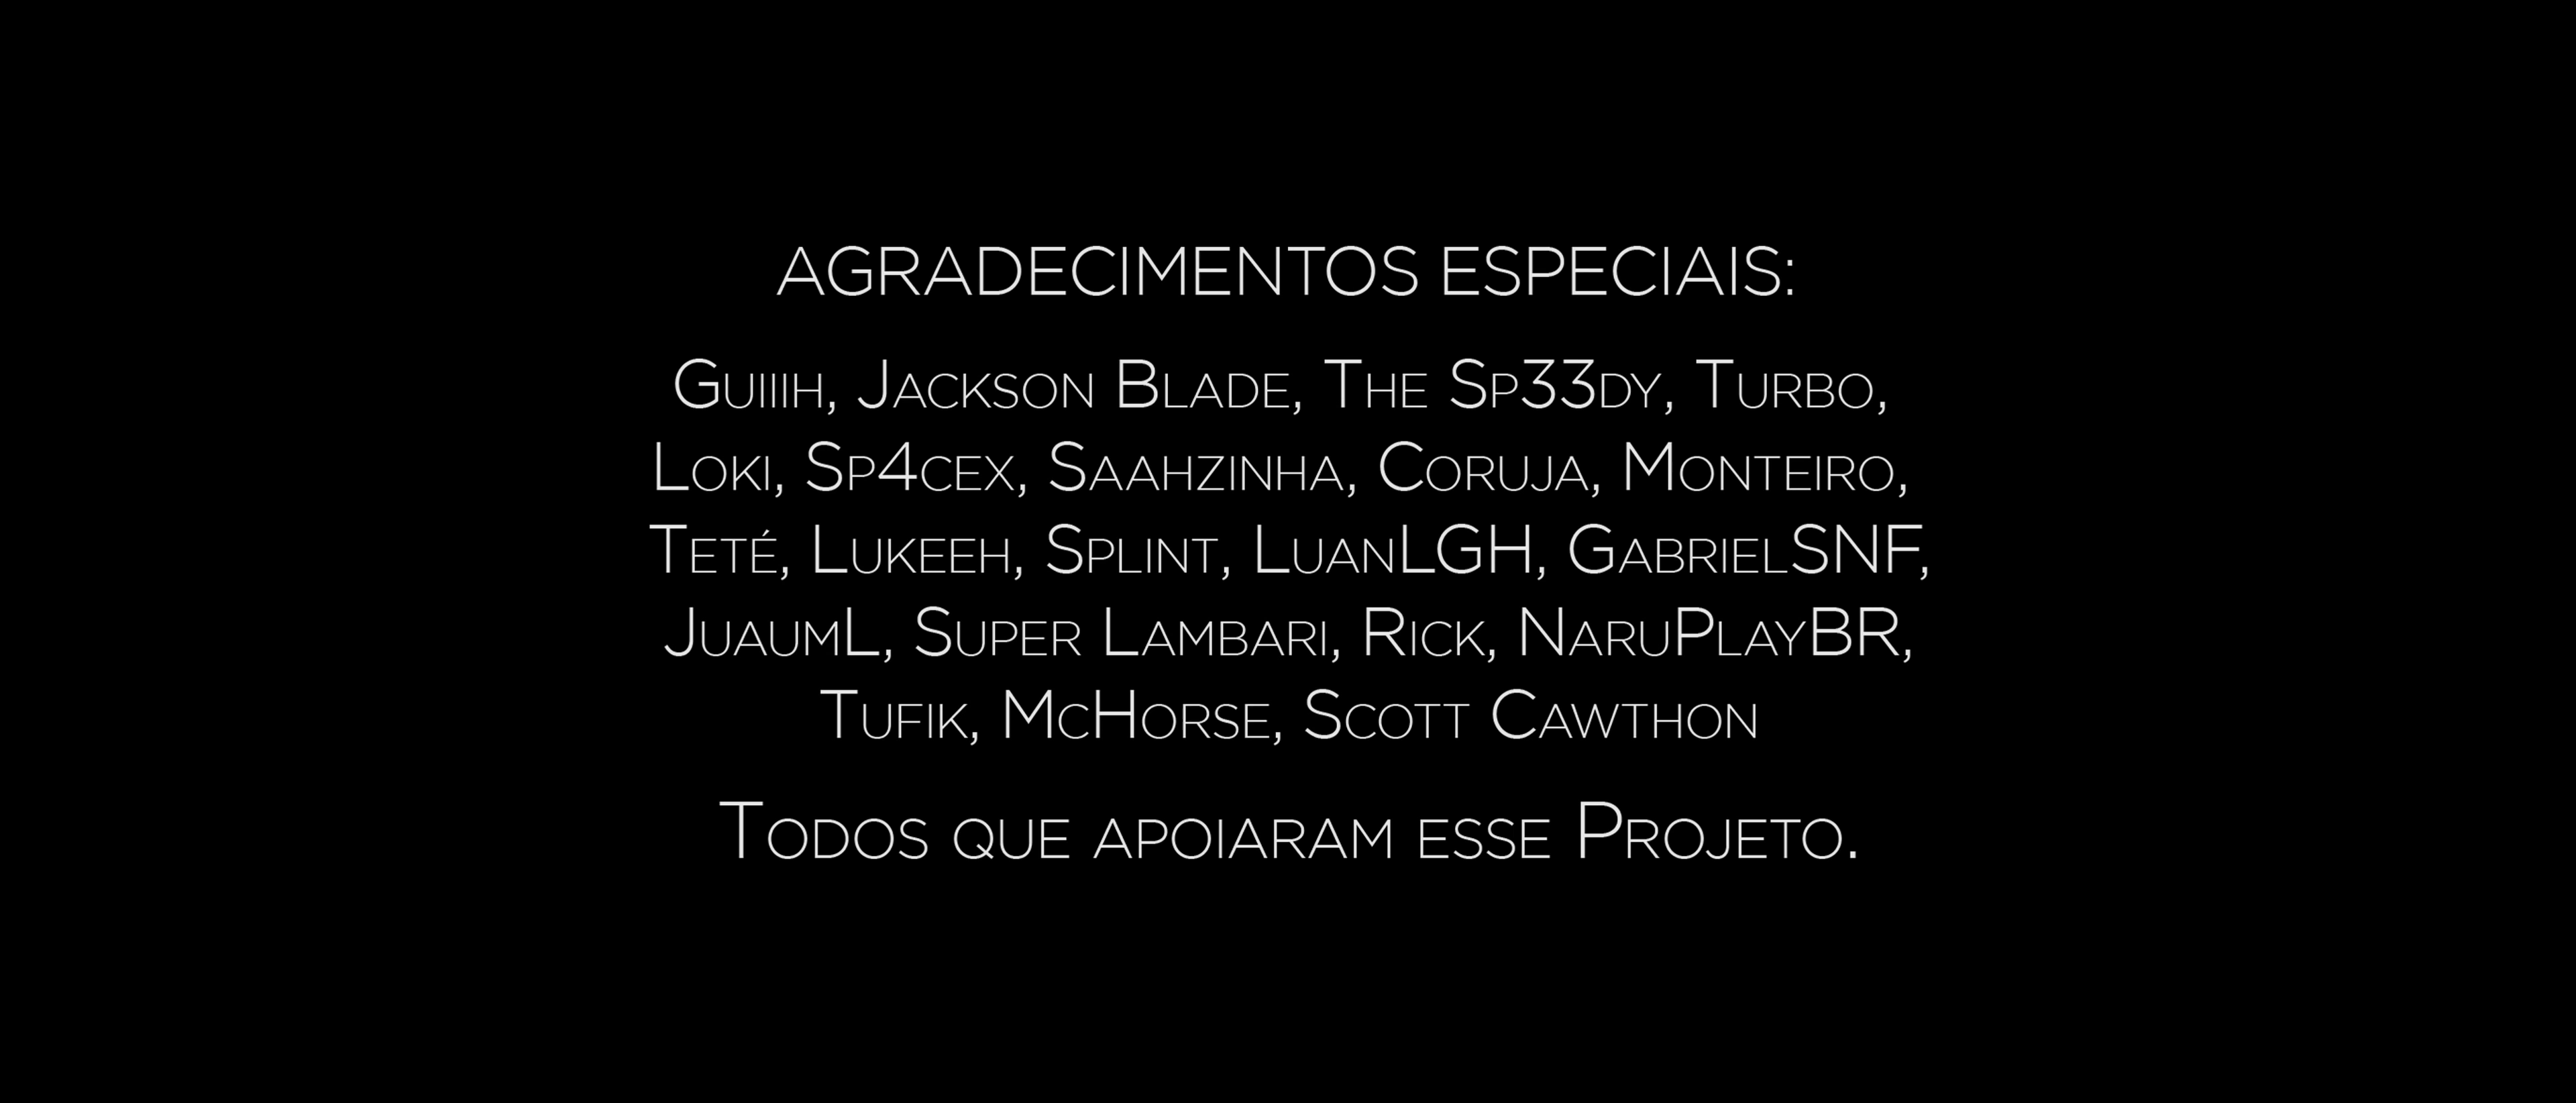 AGRADECIMENTOS ESPECIAIS:
Guiiih, Jackson Blade, The Sp33dy, Turbo,
Loki, Sp4cex, Saahzinha, Coruja, Monteiro,
Teté, Lukeeh, Splint, LuanLGH, GabrielSNF,
JuaumL, Super Lambari, Rick, NaruPlayBR,
Tufik, McHorse, Scott Cawthon
Todos que apoiaram esse Projeto.